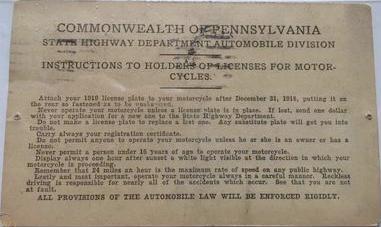 COMMONWEALTH OF PENNSYLVANIA
STATE HIGHWAY DEPARTMENT AUTOMOBILE DIVISION
INSTRUCTIONS TO HOLDERS OF LICENSES FOR MOTOR-
CYCLES.
Attach your 1919 license plate to your motorcycle after December 31, 1918, putting it on
the rear so fastened as to be unskewed.
Never operate your motorcycle unless a license plate is in place. If lost, send one dollar
with your application for a new one to the State Highway Department.
Do not make a license plate to replace a lost one. Any substitute plate will get you into
trouble.
Carry always your registration certificate.
Do not permit anyone to operate your motorcycle unless he is an owner or has a
license.
Never permit a person under 16 years of age to operate your motorcycle.
Display always one hour after sunset a white light visible at the direction in which your
motorcycle is proceeding.
Remember that 24 miles an hour is the maximum rate of speed on any public highway.
Lastly and most important, operate your motorcycle always in a careful manner. Reckless
driving is responsible for nearly all of the accidents which occur. See that you are not
at fault.
ALL PROVISIONS OF THE AUTOMOBILE LAW WILL BE ENFORCED RIGIDLY.